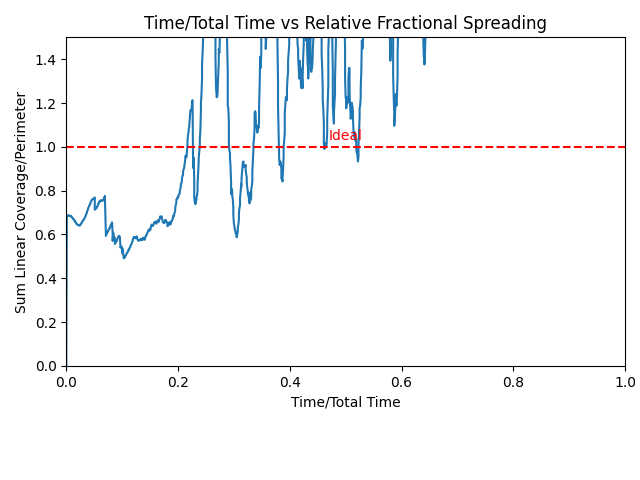 Time/Total Time vs Relative Fractional Spreading
Sum Linear Coverage/Perimeter
1.4
1.2
1.0
0.8
0.6
0.4
0.2
0.0
Ideal
0.0 0.2 0.4 0.6 0.8 1.0
Time/Total Time